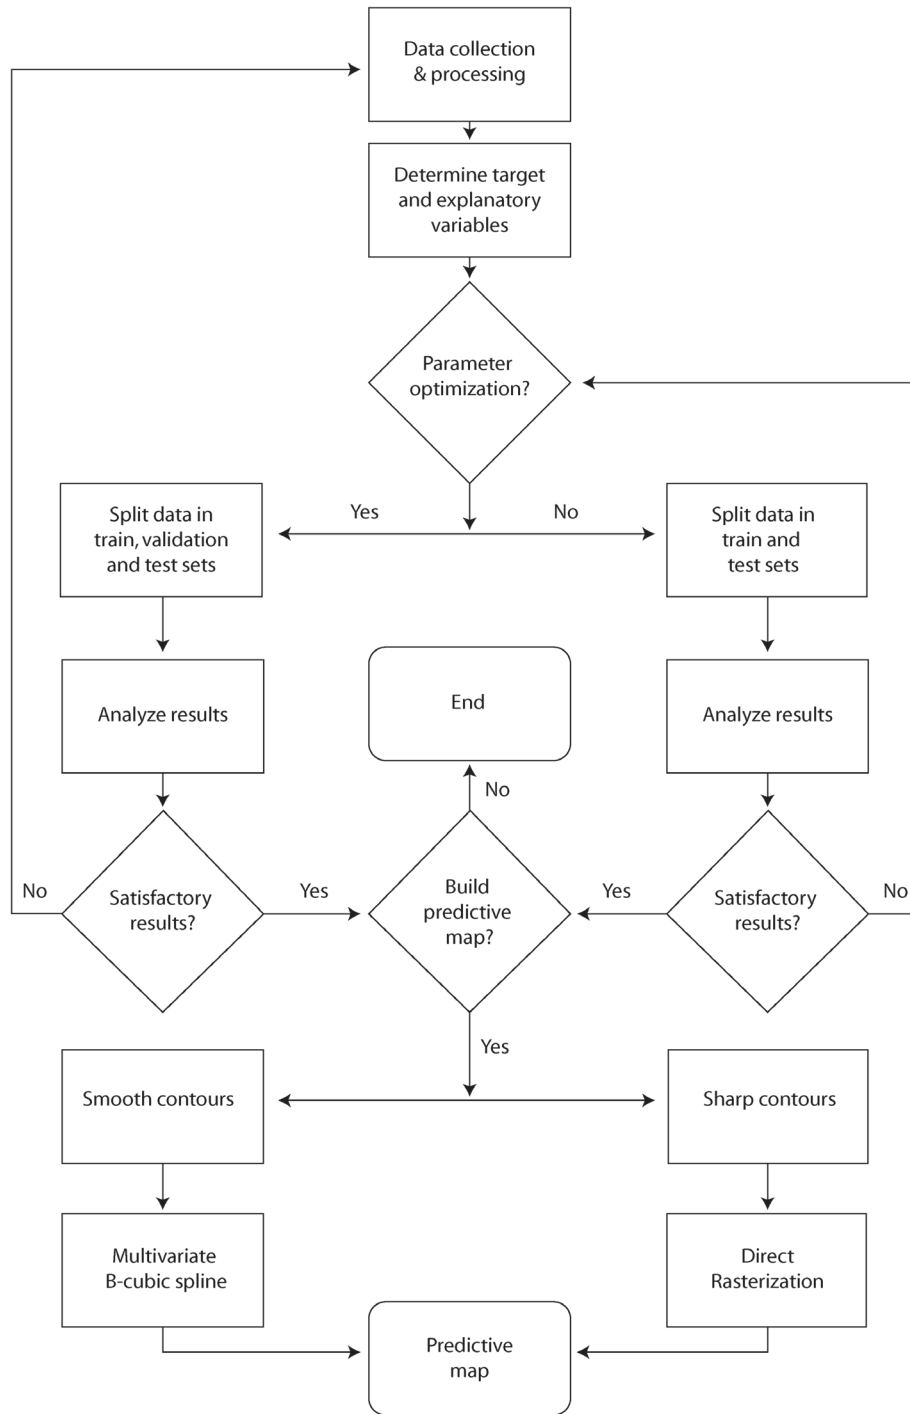 Data collection
& processing
Determine target
and explanatory
variables
Parameter
optimization?
Yes
No
Split data in
train, validation
and test sets
Split data in
train and
test sets
Analyze results
End
Analyze results
No
No
Satisfactory
results?
Yes
Build
predictive
map?
Yes
Satisfactory
results?
No
Yes
Smooth contours
Sharp contours
Multivariate
B-cubic spline
Direct
Rasterization
Predictive
map